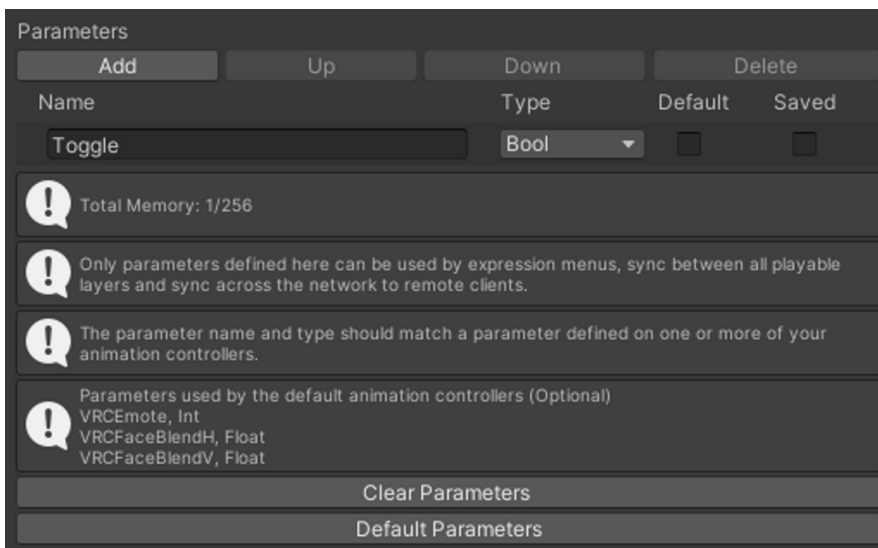 Parameters
Add Up Down Delete
Name Type Default Saved
Toggle Bool
Total Memory: 1/256
Only parameters defined here can be used by expression menus, sync between all playable
layers and sync across the network to remote clients.
The parameter name and type should match a parameter defined on one or more of your
animation controllers.
Parameters used by the default animation controllers (Optional)
VRCEmote, Int
VRCFaceBlendH, Float
VRCFaceBlendV, Float
Clear Parameters
Default Parameters